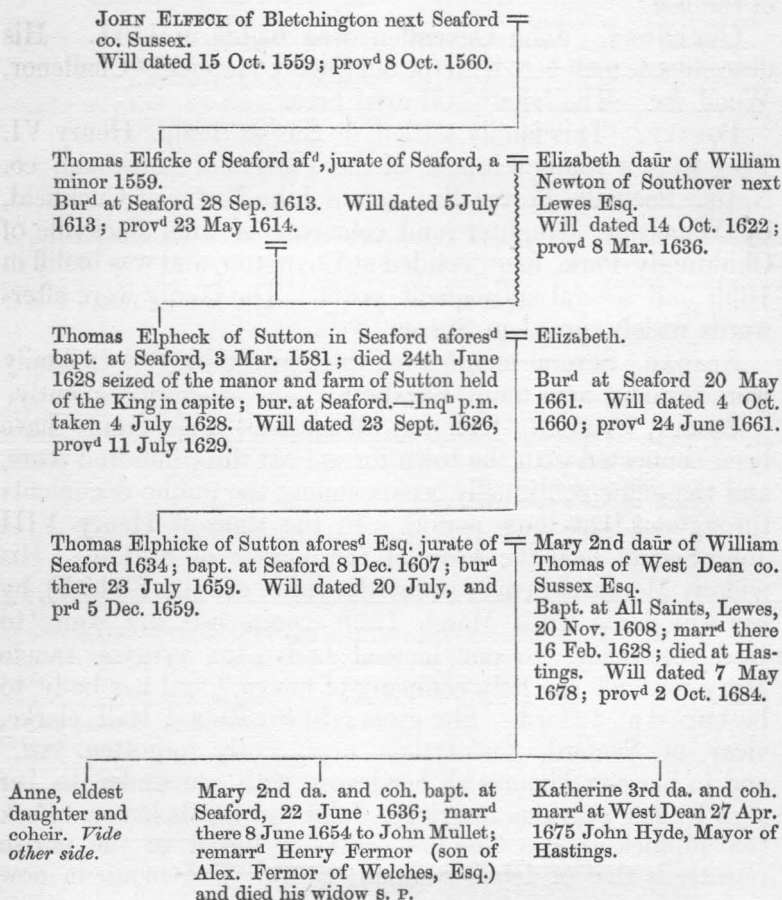 JOHN ELFECK of Bletchington next Seaford
co. Sussex.
Will dated 15 Oct. 1559; provd 8 Oct. 1560.
Thomas Elficke of Seaford afd, jurate of Seaford, a
minor 1559.
Burd at Seaford 28 Sep. 1613. Will dated 5 July
1613; provd 23 May 1614.
Elizabeth daūr of William
Newton of Southover next
Lewes Esq.
Will dated 14 Oct. 1622;
provd 8 Mar. 1636.
Thomas Elpheck of Sutton in Seaford aforesd
bapt. at Seaford, 3 Mar. 1581; died 24th June
1628 seized of the manor and farm of Sutton held
of the King in capite; bur. at Seaford.—Inqn p.m.
taken 4 July 1628. Will dated 23 Sept. 1626,
provd 11 July 1629.
Elizabeth.
Burd at Seaford 20 May
1661. Will dated 4 Oct.
1660; provd 24 June 1661.
Thomas Elphicke of Sutton aforesd Esq. jurate of
Seaford 1634; bapt. at Seaford 8 Dec. 1607; burd
there 23 July 1659. Will dated 20 July, and
prd 5 Dec. 1659.
Mary 2nd daūr of William
Thomas of West Dean co.
Sussex Esq.
Bapt. at All Saints, Lewes,
20 Nov. 1608; marrd there
16 Feb. 1628; died at Has-
tings. Will dated 7 May
1678; provd 2 Oct. 1684.
Anne, eldest
daughter and
coheir. Vide
other side.
Mary 2nd da. and coh. bapt. at
Seaford, 22 June 1636; marrd
there 8 June 1654 to John Mullet;
remarrd Henry Fermor (son of
Alex. Fermor of Welches, Esq.)
and died his widow S. P.
Katherine 3rd da. and coh.
marrd at West Dean 27 Apr.
1675 John Hyde, Mayor of
Hastings.